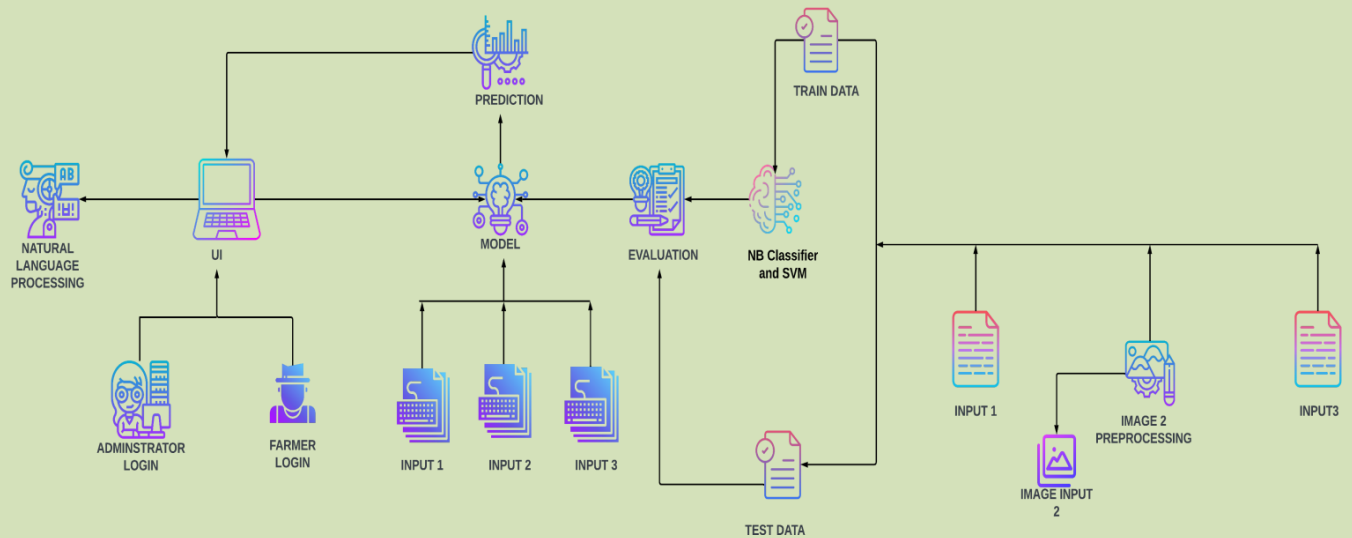 PREDICTION
TRAIN DATA
AB
NATURAL
LANGUAGE
PROCESSING
UI
MODEL
EVALUATION
NB Classifier
and SVM
ADMINSTRATOR
LOGIN
FARMER
LOGIN
INPUT 1
INPUT 2
INPUT 3
TEST DATA
INPUT 1
IMAGE 2
PREPROCESSING
IMAGE INPUT
2
INPUT3